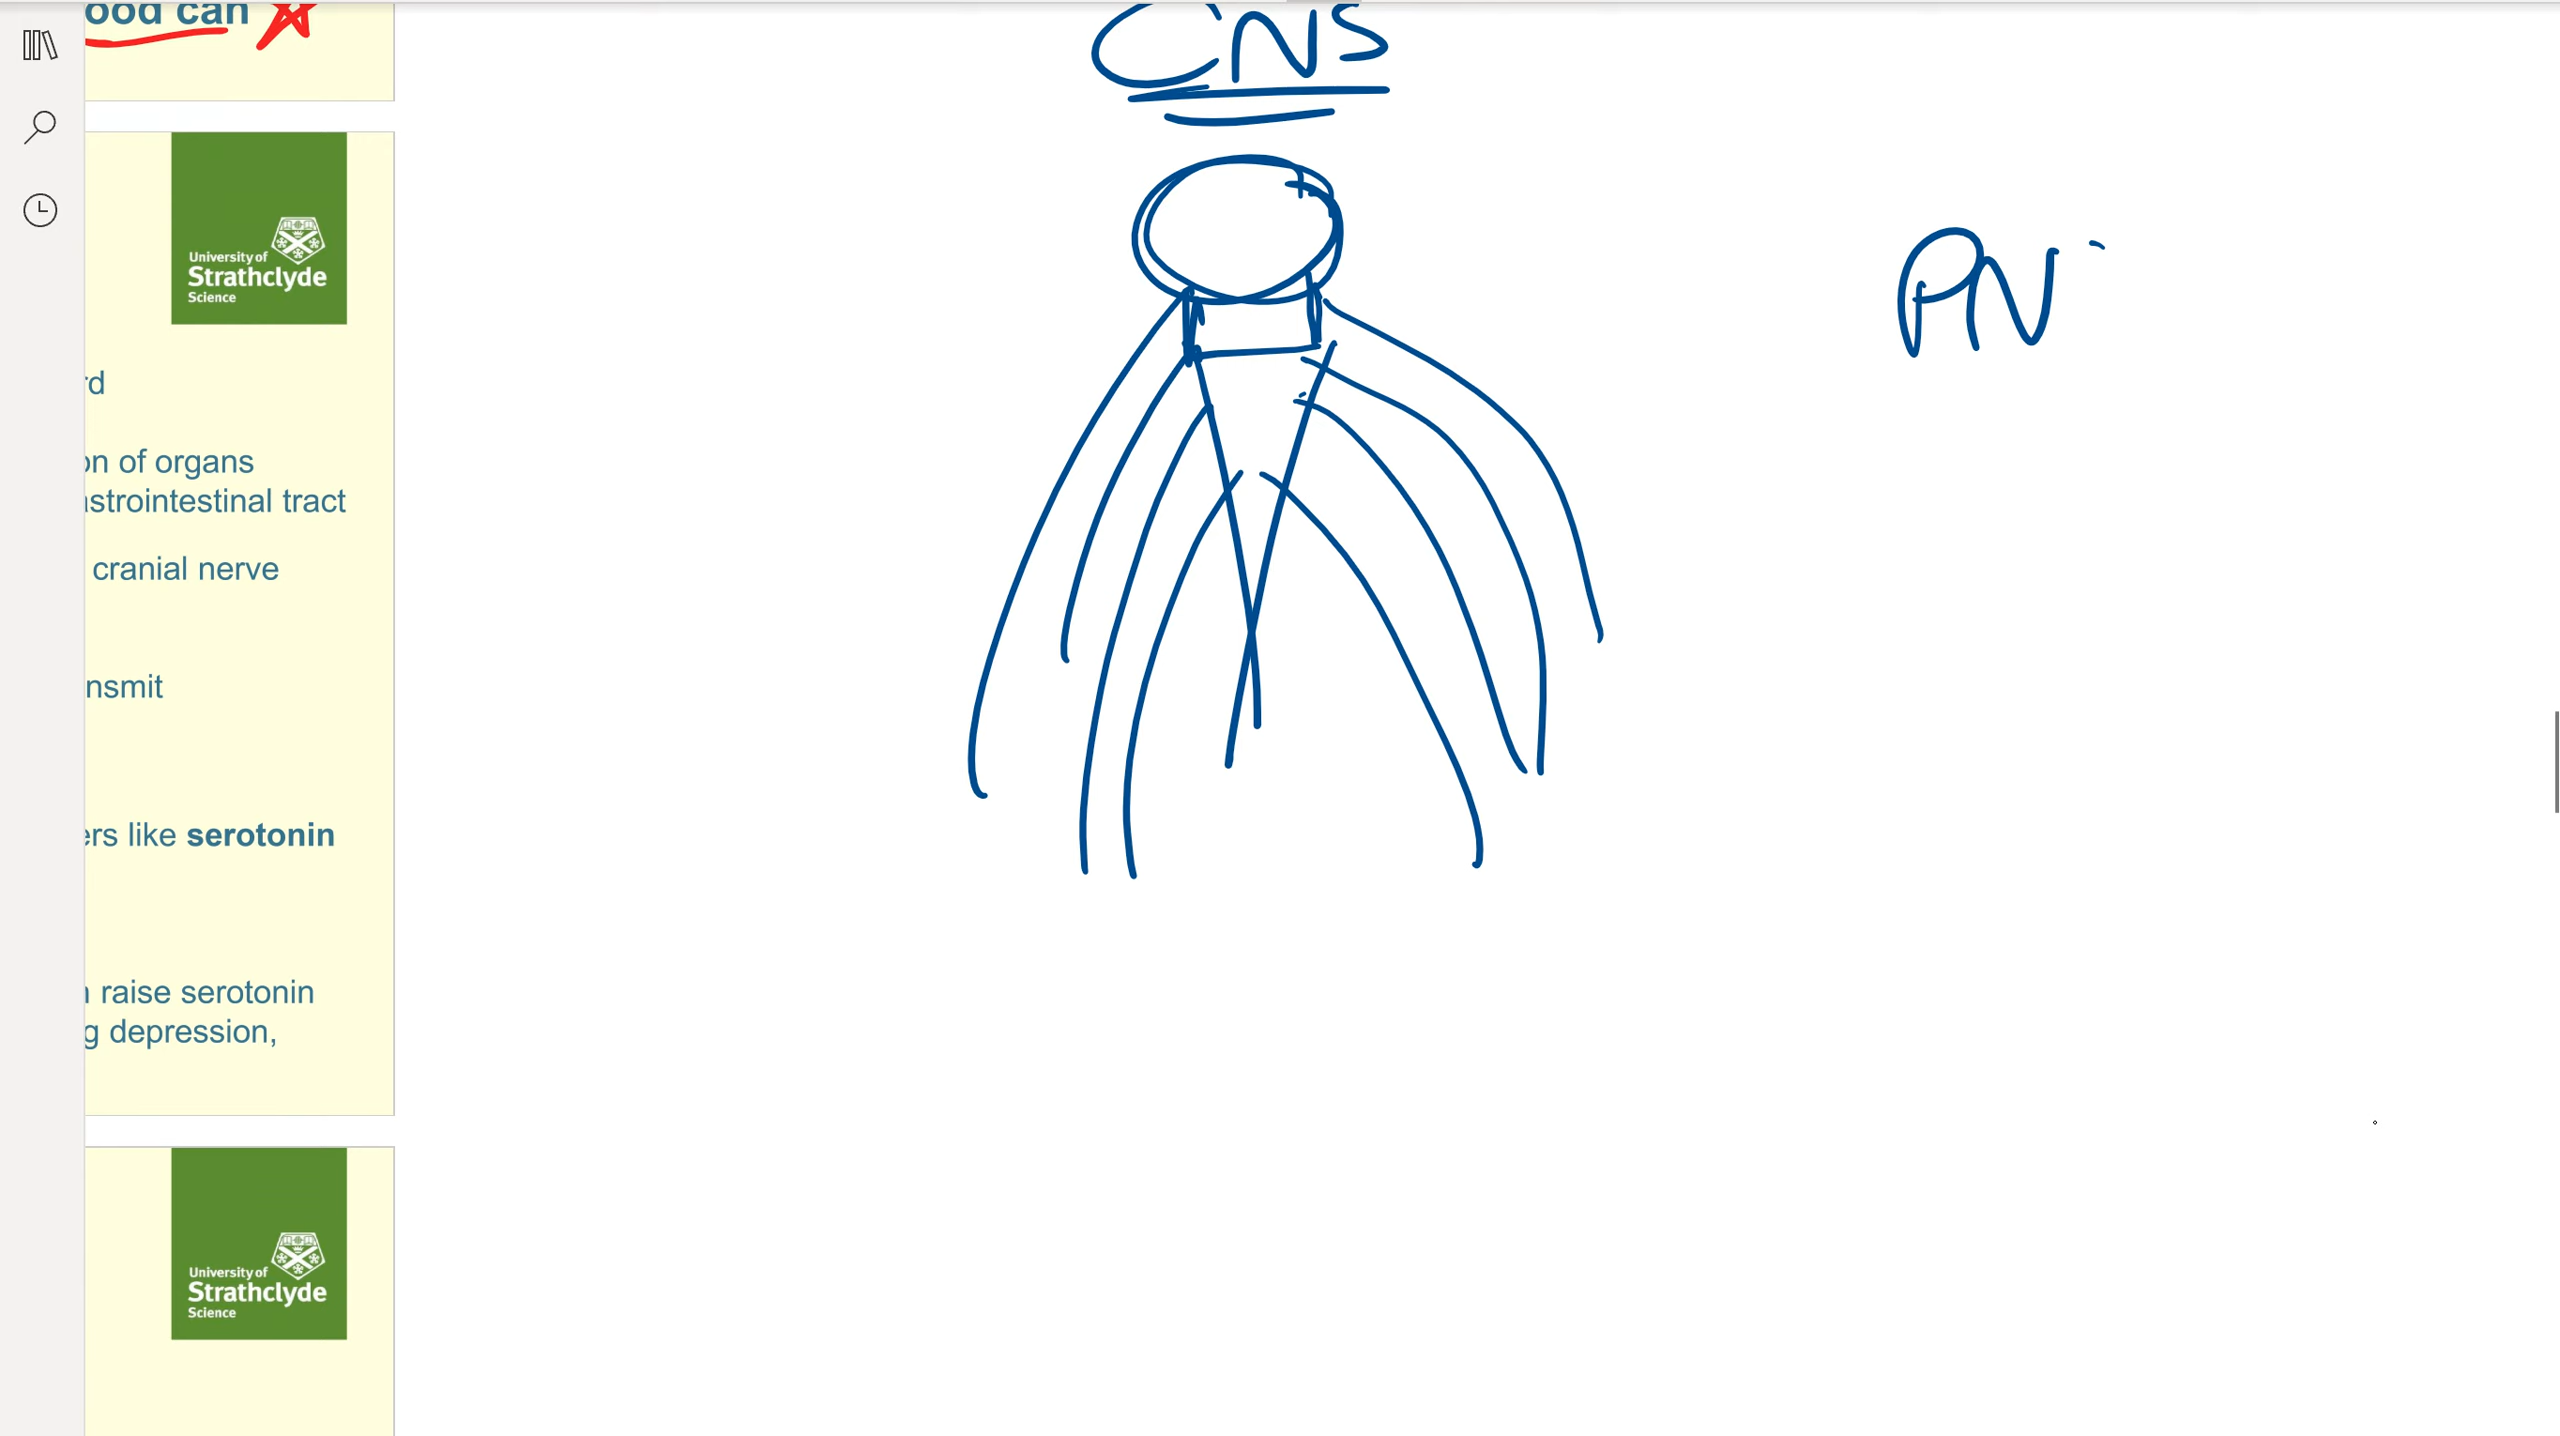 ood can
University of
Strathclyde
Science
rd
on of organs
astrointestinal tract
cranial nerve
nsmit
ers like serotonin
raise serotonin
g depression,
University of
Strathclyde
Science
CNS
PN